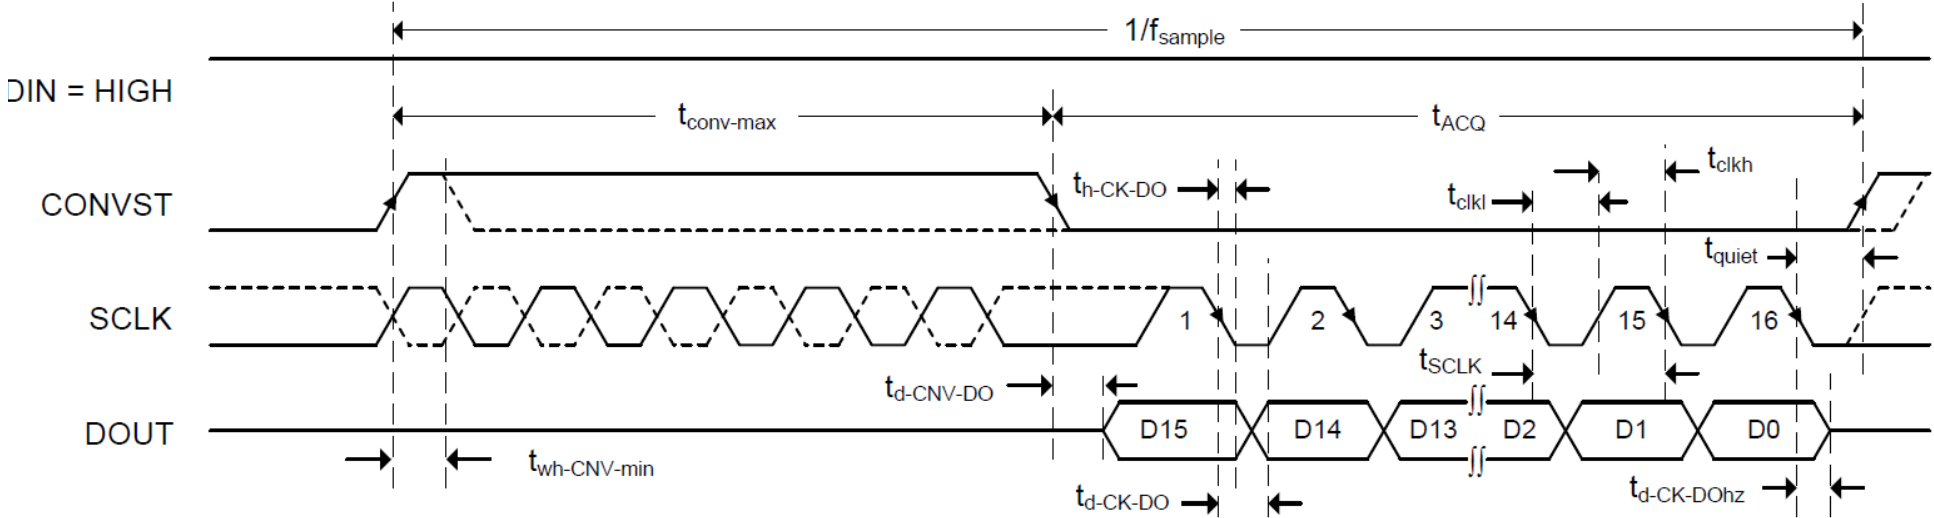 1/fsample
DIN = HIGH
tconv-max
tACQ
th-CK-DO
tclkh
tclkl
CONVST
tquiet
SCLK
1 2 3 14 15 16
tSCLK
td-CNV-DO
DOUT
D15 D14 D13 D2 D1 D0
twh-CNV-min
td-CK-DO
td-CK-DOhz